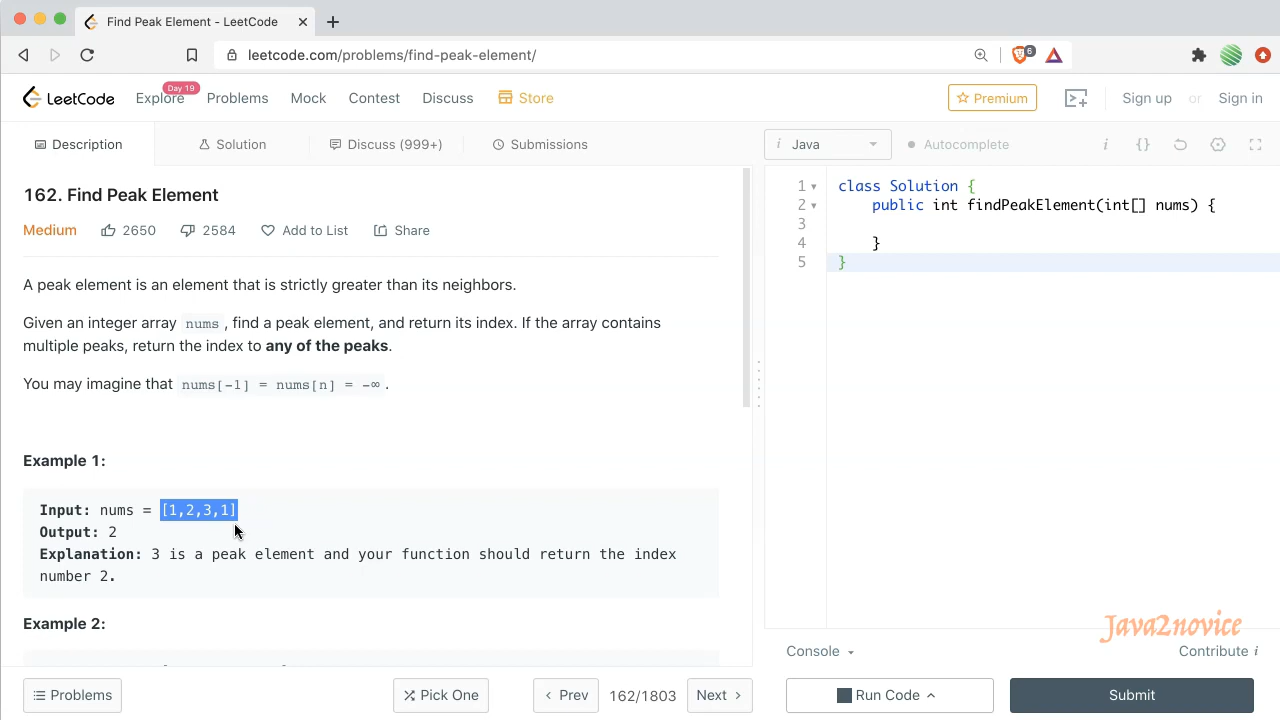 Find Peak Element - LeetCode
leetcode.com/problems/find-peak-element/
6
LeetCode
Explore
Day 19
Problems
Mock
Contest
Discuss
Store
Premium
Sign up
or
Sign in
Description
Solution
Discuss (999+)
Submissions
i Java
Autocomplete
i
{}
162. Find Peak Element
Medium
2650
2584
Add to List
Share
A peak element is an element that is strictly greater than its neighbors.
Given an integer array nums , find a peak element, and return its index. If the array contains
multiple peaks, return the index to any of the peaks.
You may imagine that nums[-1] = nums[n] = -∞ .
Example 1:
Input: nums = [1,2,3,1]
Output: 2
Explanation: 3 is a peak element and your function should return the index
number 2.
Example 2:
1 class Solution {
2 public int findPeakElement(int[] nums) {
3
4 }
5 }
Java2novice
Console
Contribute i
Problems
Pick One
Prev
162/1803
Next
Run Code
Submit